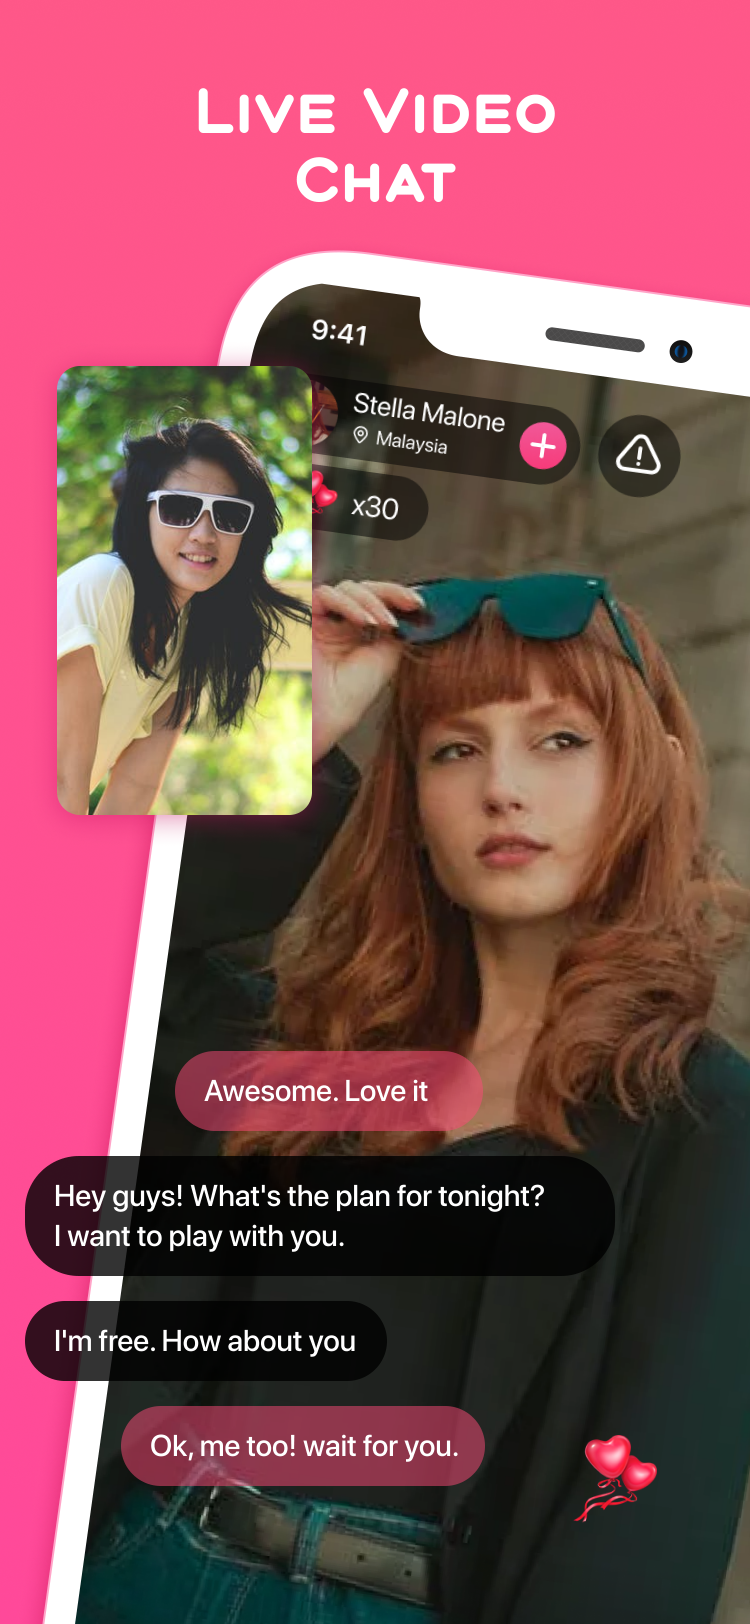 LIVE VIDEO
CHAT
9:41
Stella Malone
Malaysia
x30
Awesome. Love it
Hey guys! What's the plan for tonight?
I want to play with you.
I'm free. How about you
Ok, me too! wait for you.